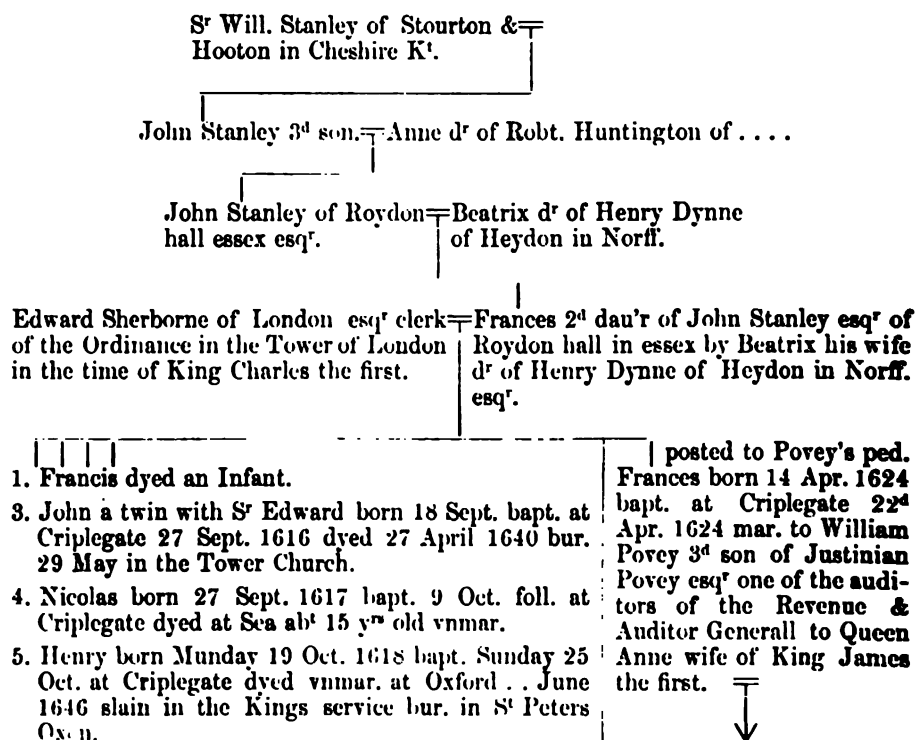 Sʳ Will. Stanley of Stourton &
Hooton in Cheshire Kᵗ.
John Stanley 3ᵈ son. Anne dʳ of Robt. Huntington of . . . .
John Stanley of Roydon Beatrix dʳ of Henry Dynne
hall essex esqʳ. of Heydon in Norff.
Edward Sherborne of London esqʳ clerk
of the Ordinance in the Tower of London
in the time of King Charles the first.
Frances 2ᵈ dau'r of John Stanley esqʳ of
Roydon hall in essex by Beatrix his wife
dʳ of Henry Dynne of Heydon in Norff.
esqʳ.
1. Francis dyed an Infant.
3. John a twin with Sʳ Edward born 18 Sept. bapt. at
Criplegate 27 Sept. 1616 dyed 27 April 1640 bur.
29 May in the Tower Church.
4. Nicolas born 27 Sept. 1617 bapt. 9 Oct. foll. at
Criplegate dyed at Sea abᵗ 15 yʳˢ old vnmar.
5. Henry born Munday 19 Oct. 1618 bapt. Sunday 25
Oct. at Criplegate dyed vnmar. at Oxford . . June
1646 slain in the Kings service bur. in Sᵗ Peters
Oxon.
posted to Povey's ped.
Frances born 14 Apr. 1624
bapt. at Criplegate 22ᵈ
Apr. 1624 mar. to William
Povey 3ᵈ son of Justinian
Povey esqʳ one of the audi-
tors of the Revenue &
Auditor Generall to Queen
Anne wife of King James
the first.